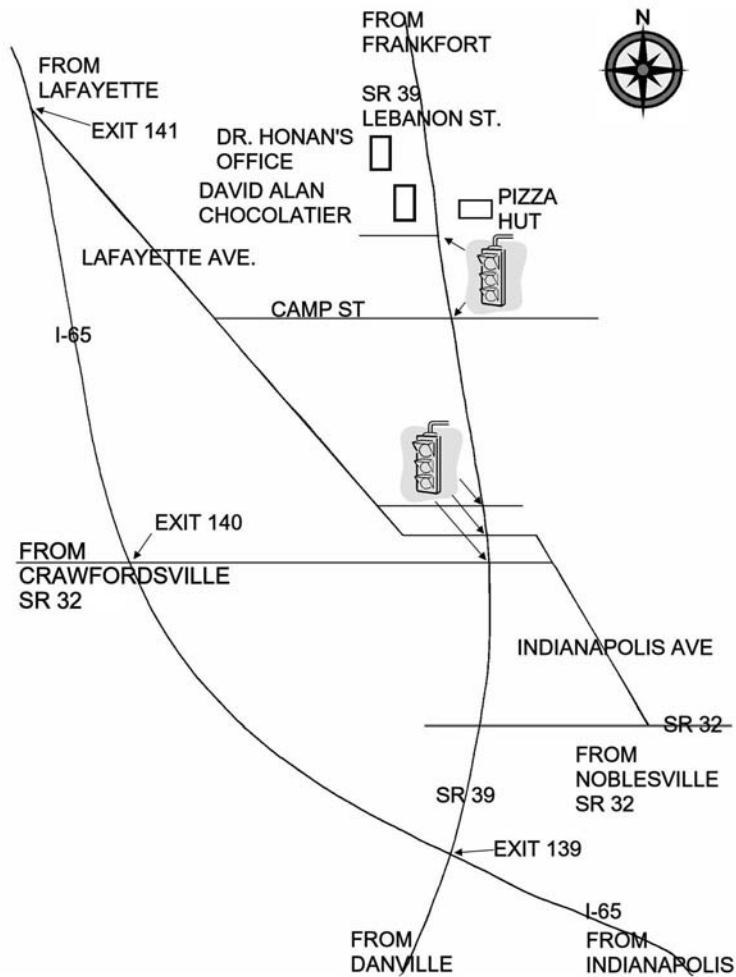 N
FROM
FRANKFORT
FROM
LAFAYETTE
EXIT 141
SR 39
LEBANON ST.
DR. HONAN'S
OFFICE
DAVID ALAN
CHOCOLATIER
PIZZA
HUT
LAFAYETTE AVE.
CAMP ST
I-65
EXIT 140
FROM
CRAWFORDSVILLE
SR 32
INDIANAPOLIS AVE
SR 32
FROM
NOBLESVILLE
SR 32
SR 39
EXIT 139
I-65
FROM
DANVILLE
FROM
INDIANAPOLIS